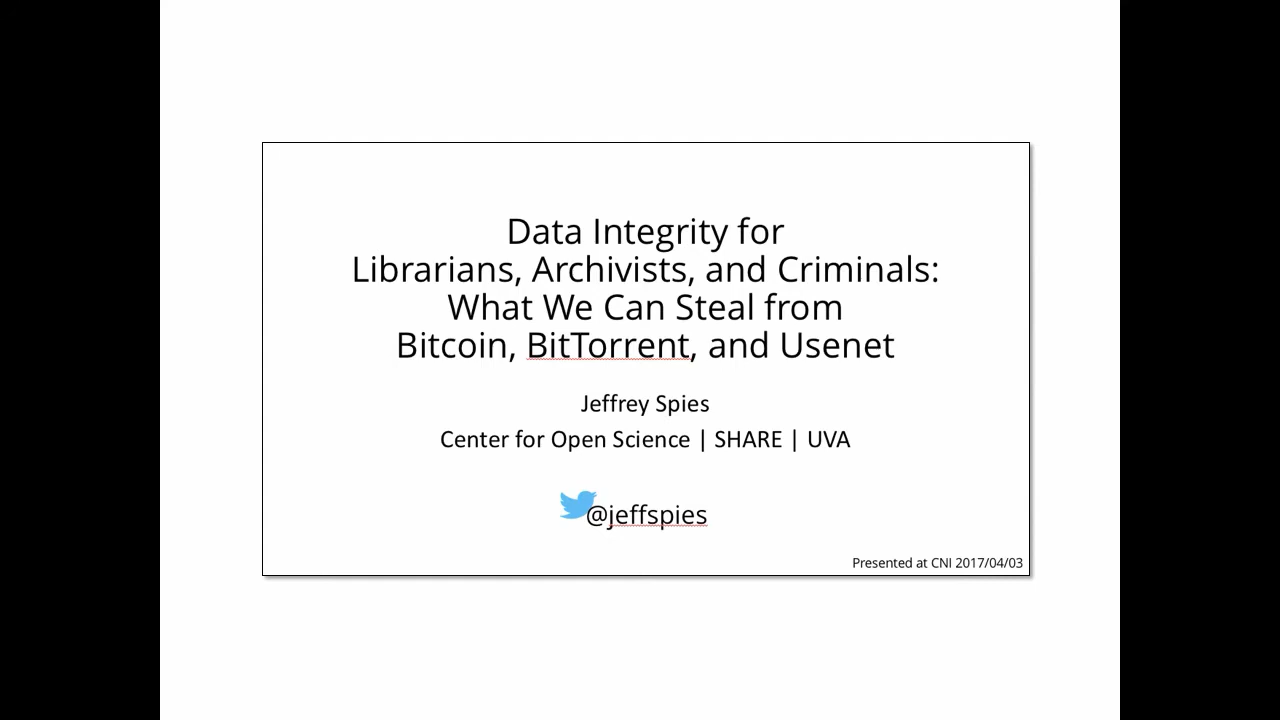 Data Integrity for
Librarians, Archivists, and Criminals:
What We Can Steal from
Bitcoin, BitTorrent, and Usenet
Jeffrey Spies
Center for Open Science | SHARE | UVA
@jeffspies
Presented at CNI 2017/04/03